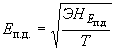 Eп.д. = √(ЭН Eп.д / T)